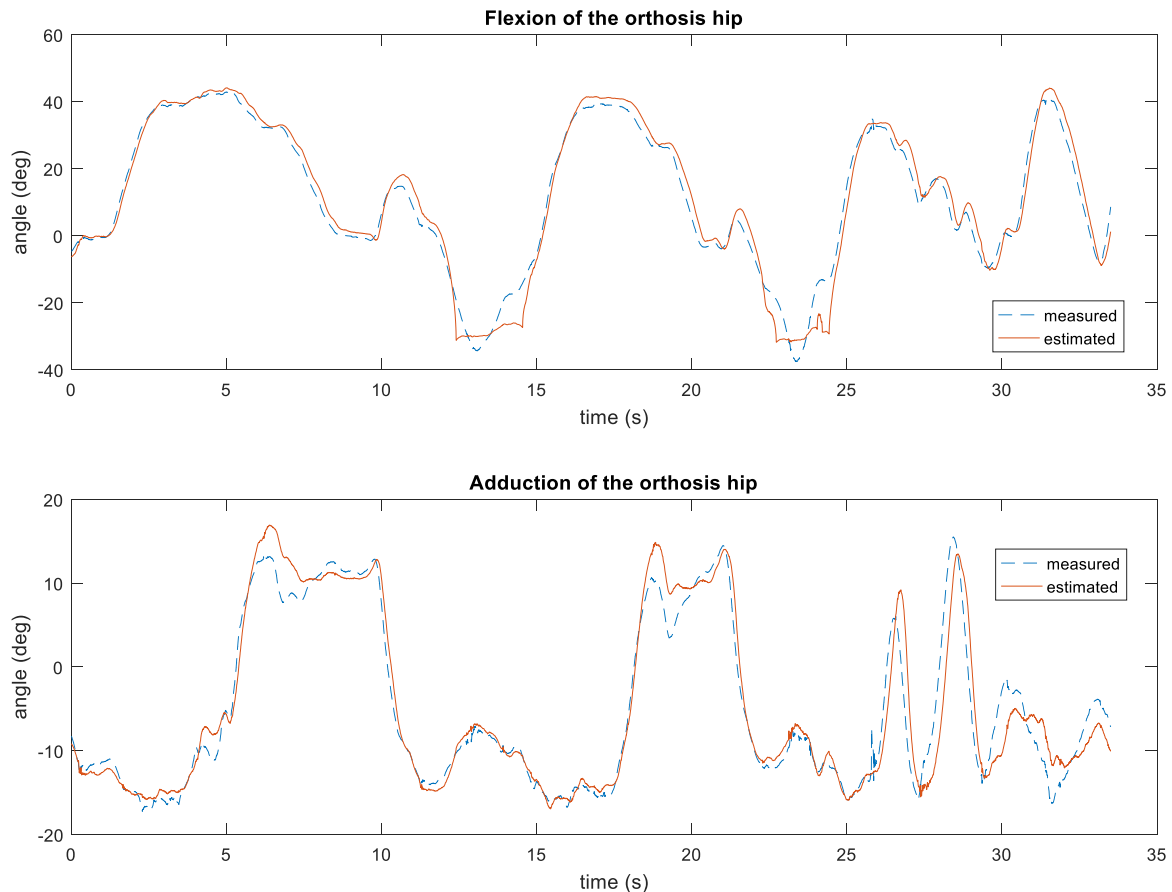 Flexion of the orthosis hip
60
40
20
0
-20
-40
angle (deg)
measured
estimated
0 5 10 15 20 25 30 35
time (s)
Adduction of the orthosis hip
20
10
0
-10
-20
angle (deg)
measured
estimated
0 5 10 15 20 25 30 35
time (s)